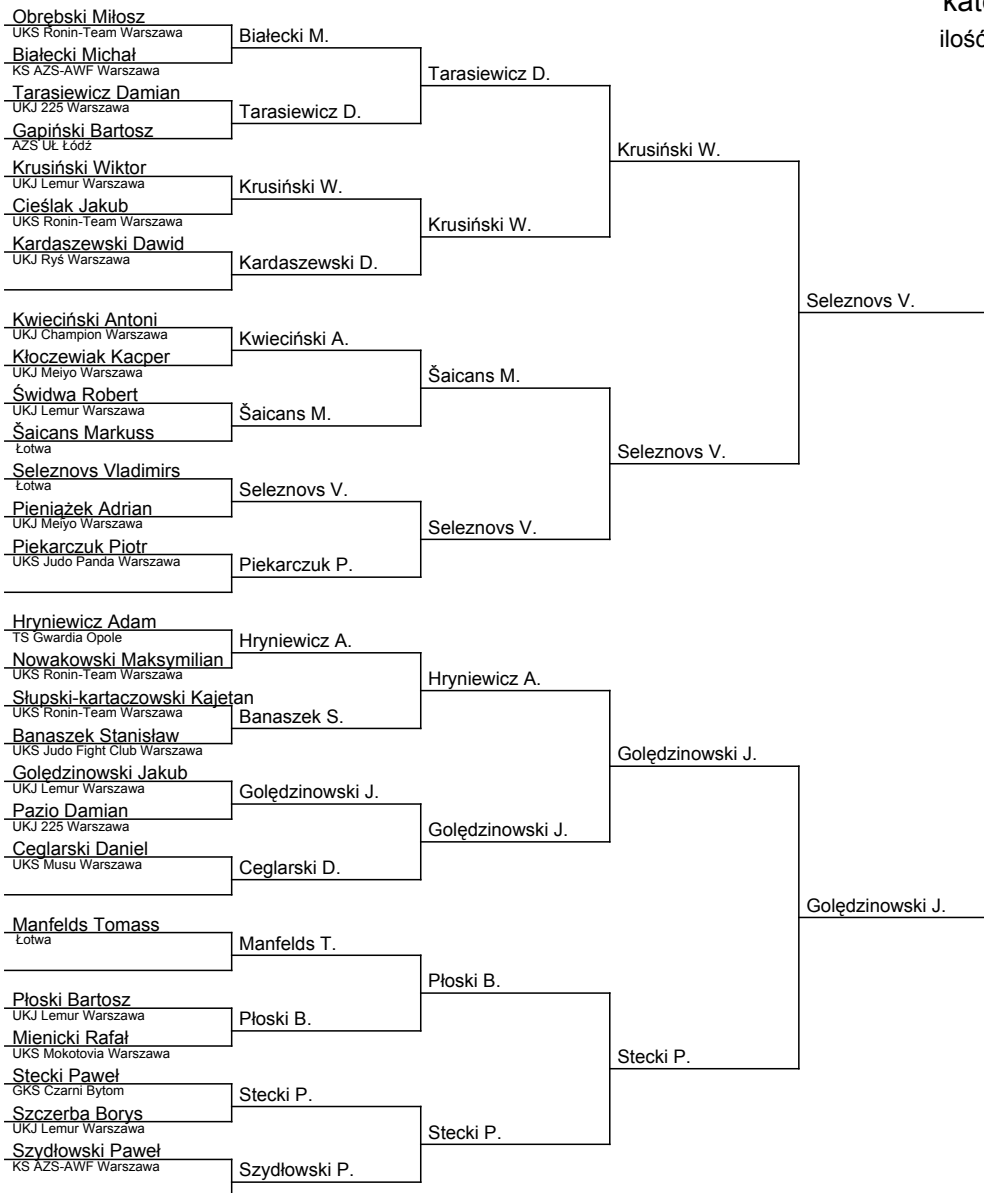 kate
ilość
Obrębski Miłosz
UKS Ronin-Team Warszawa
Białecki Michał
KS AZS-AWF Warszawa
Tarasiewicz Damian
UKJ 225 Warszawa
Gapiński Bartosz
AZS UŁ Łódź
Krusiński Wiktor
UKJ Lemur Warszawa
Cieślak Jakub
UKS Ronin-Team Warszawa
Kardaszewski Dawid
UKJ Ryś Warszawa
Kwieciński Antoni
UKJ Champion Warszawa
Kłoczewiak Kacper
UKJ Meiyo Warszawa
Świdwa Robert
UKJ Lemur Warszawa
Šaicans Markuss
Łotwa
Seleznovs Vladimirs
Łotwa
Pieniążek Adrian
UKJ Meiyo Warszawa
Piekarczuk Piotr
UKS Judo Panda Warszawa
Hryniewicz Adam
TS Gwardia Opole
Nowakowski Maksymilian
UKS Ronin-Team Warszawa
Słupski-kartaczowski Kajetan
UKS Ronin-Team Warszawa
Banaszek Stanisław
UKS Judo Fight Club Warszawa
Golędzinowski Jakub
UKJ Lemur Warszawa
Pazio Damian
UKJ 225 Warszawa
Ceglarski Daniel
UKS Musu Warszawa
Manfelds Tomass
Łotwa
Płoski Bartosz
UKJ Lemur Warszawa
Mienicki Rafał
UKS Mokotovia Warszawa
Stecki Paweł
GKS Czarni Bytom
Szczerba Borys
UKJ Lemur Warszawa
Szydłowski Paweł
KS AZS-AWF Warszawa
Białecki M.
Tarasiewicz D.
Krusiński W.
Kardaszewski D.
Kwieciński A.
Šaicans M.
Seleznovs V.
Piekarczuk P.
Hryniewicz A.
Banaszek S.
Golędzinowski J.
Ceglarski D.
Manfelds T.
Płoski B.
Stecki P.
Szydłowski P.
Tarasiewicz D.
Krusiński W.
Šaicans M.
Seleznovs V.
Hryniewicz A.
Golędzinowski J.
Płoski B.
Stecki P.
Krusiński W.
Seleznovs V.
Golędzinowski J.
Stecki P.
Seleznovs V.
Golędzinowski J.